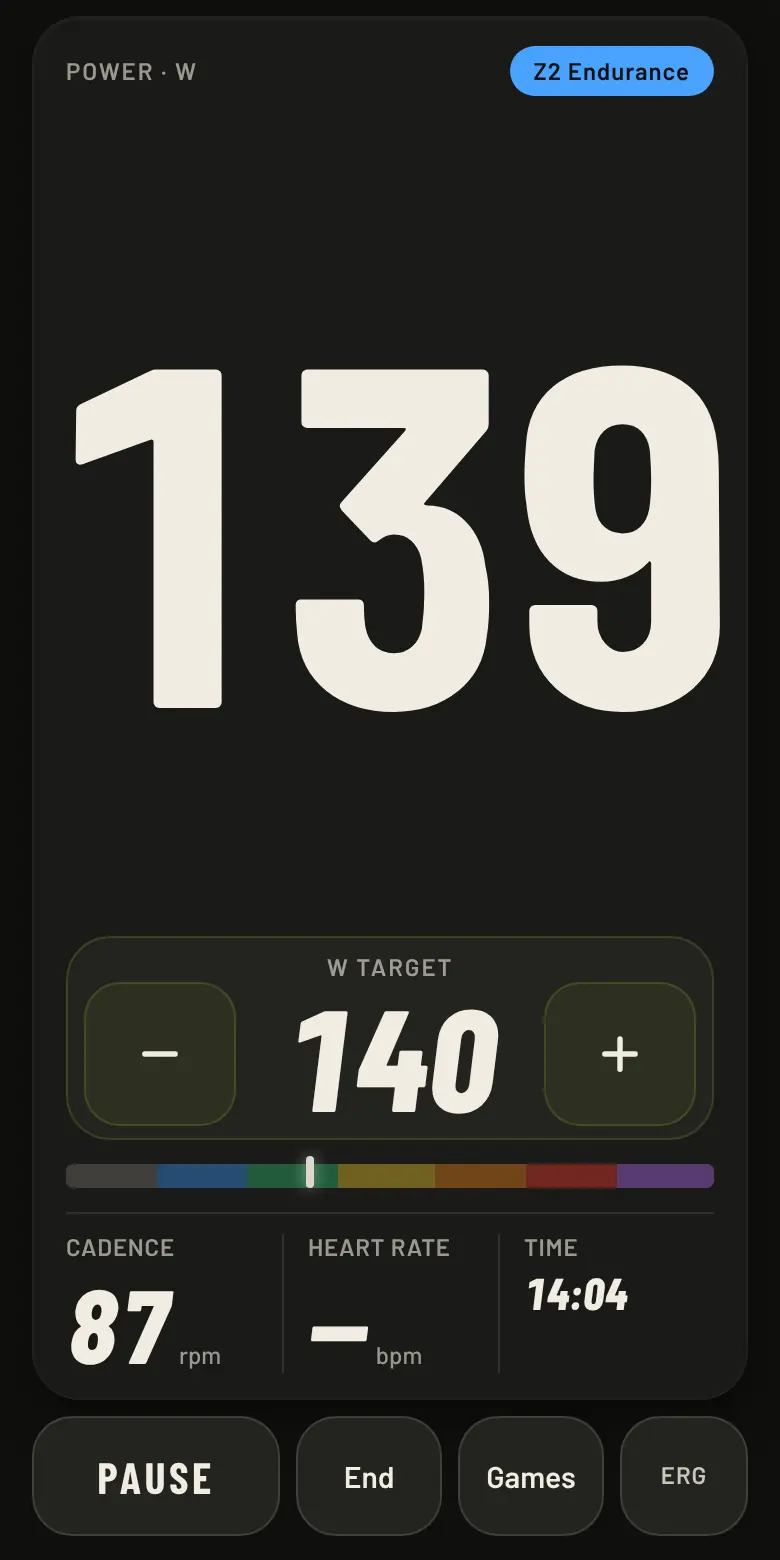 POWER · W
Z2 Endurance
139
W TARGET
− 140 +
CADENCE
87 rpm
HEART RATE
– bpm
TIME
14:04
PAUSE
End
Games
ERG